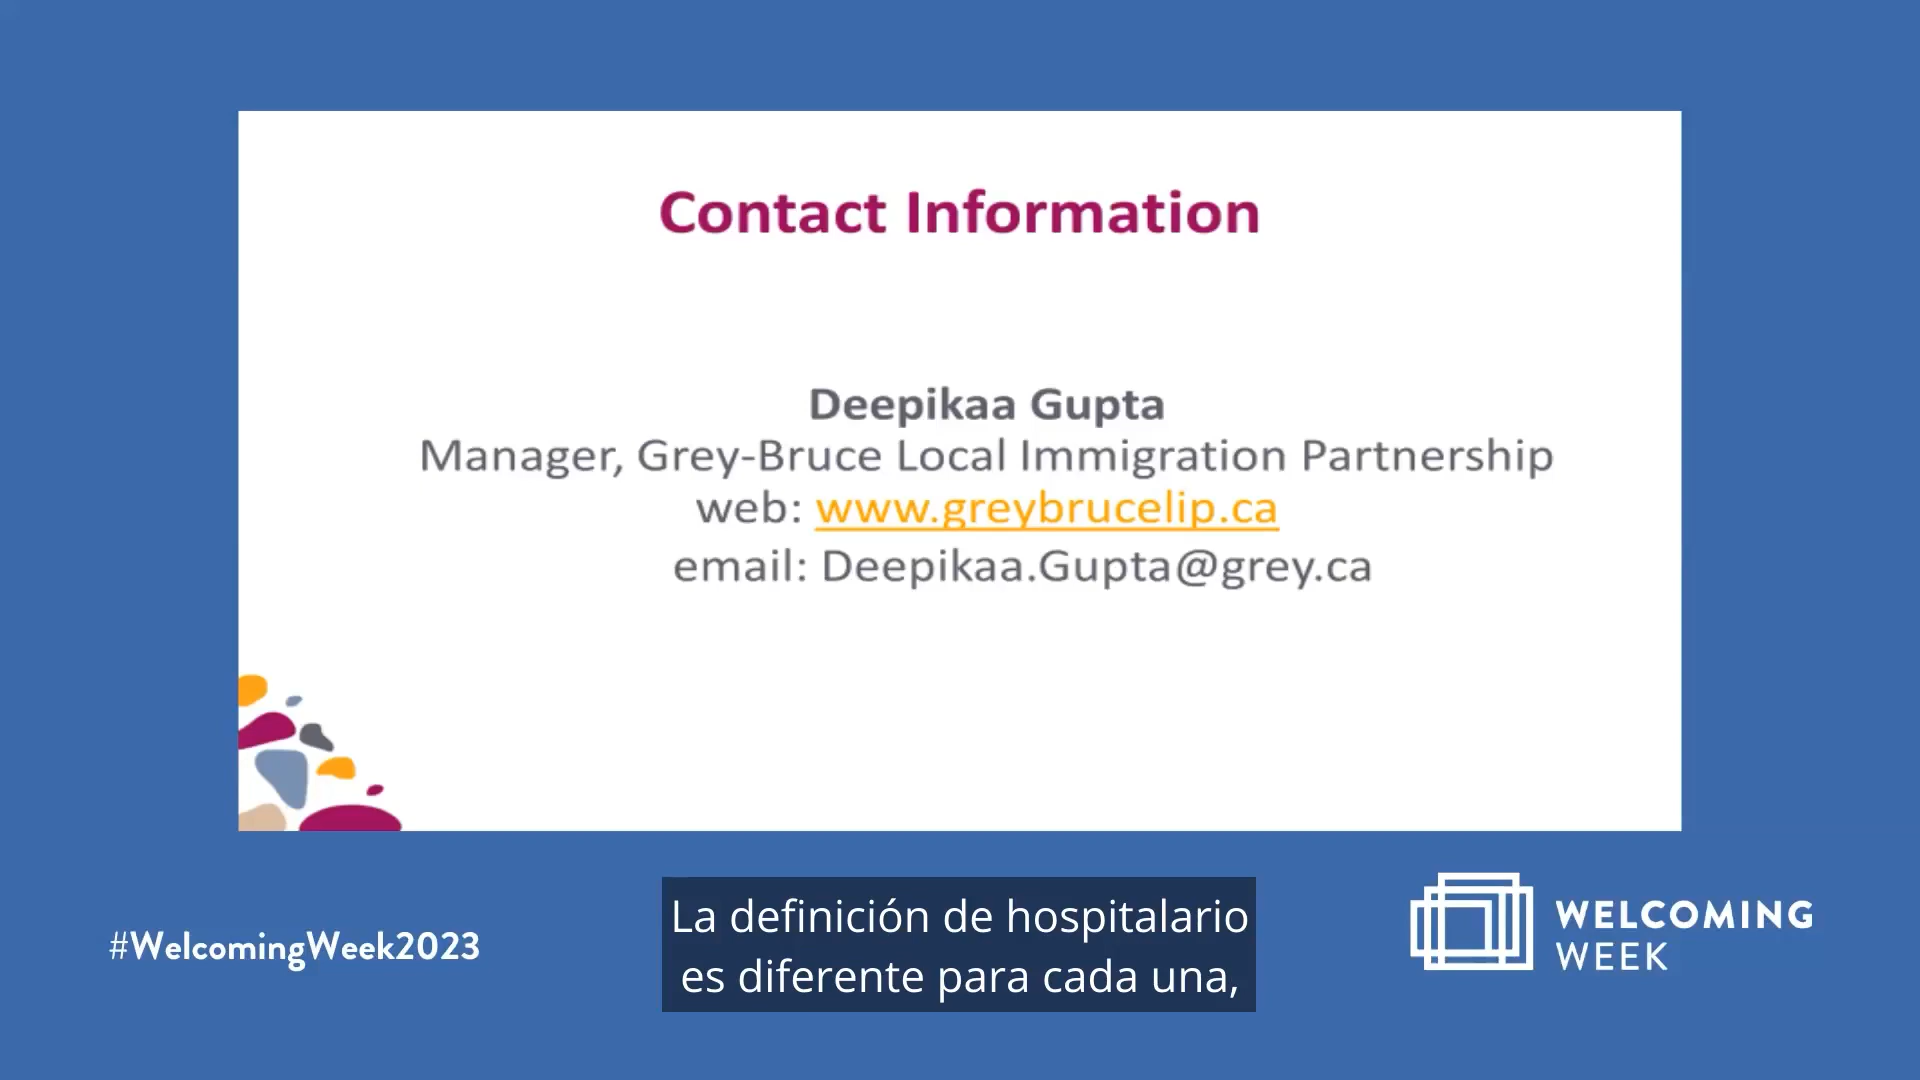 Contact Information
Deepikaa Gupta
Manager, Grey-Bruce Local Immigration Partnership
web: www.greybrucelip.ca
email: Deepikaa.Gupta@grey.ca
La definición de hospitalario
es diferente para cada una,
#WelcomingWeek2023
WELCOMING
WEEK